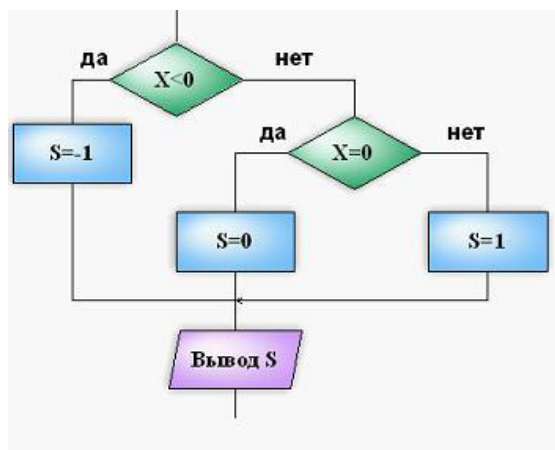 да
X<0
нет
S=-1
да
X=0
нет
S=0
S=1
Вывод S